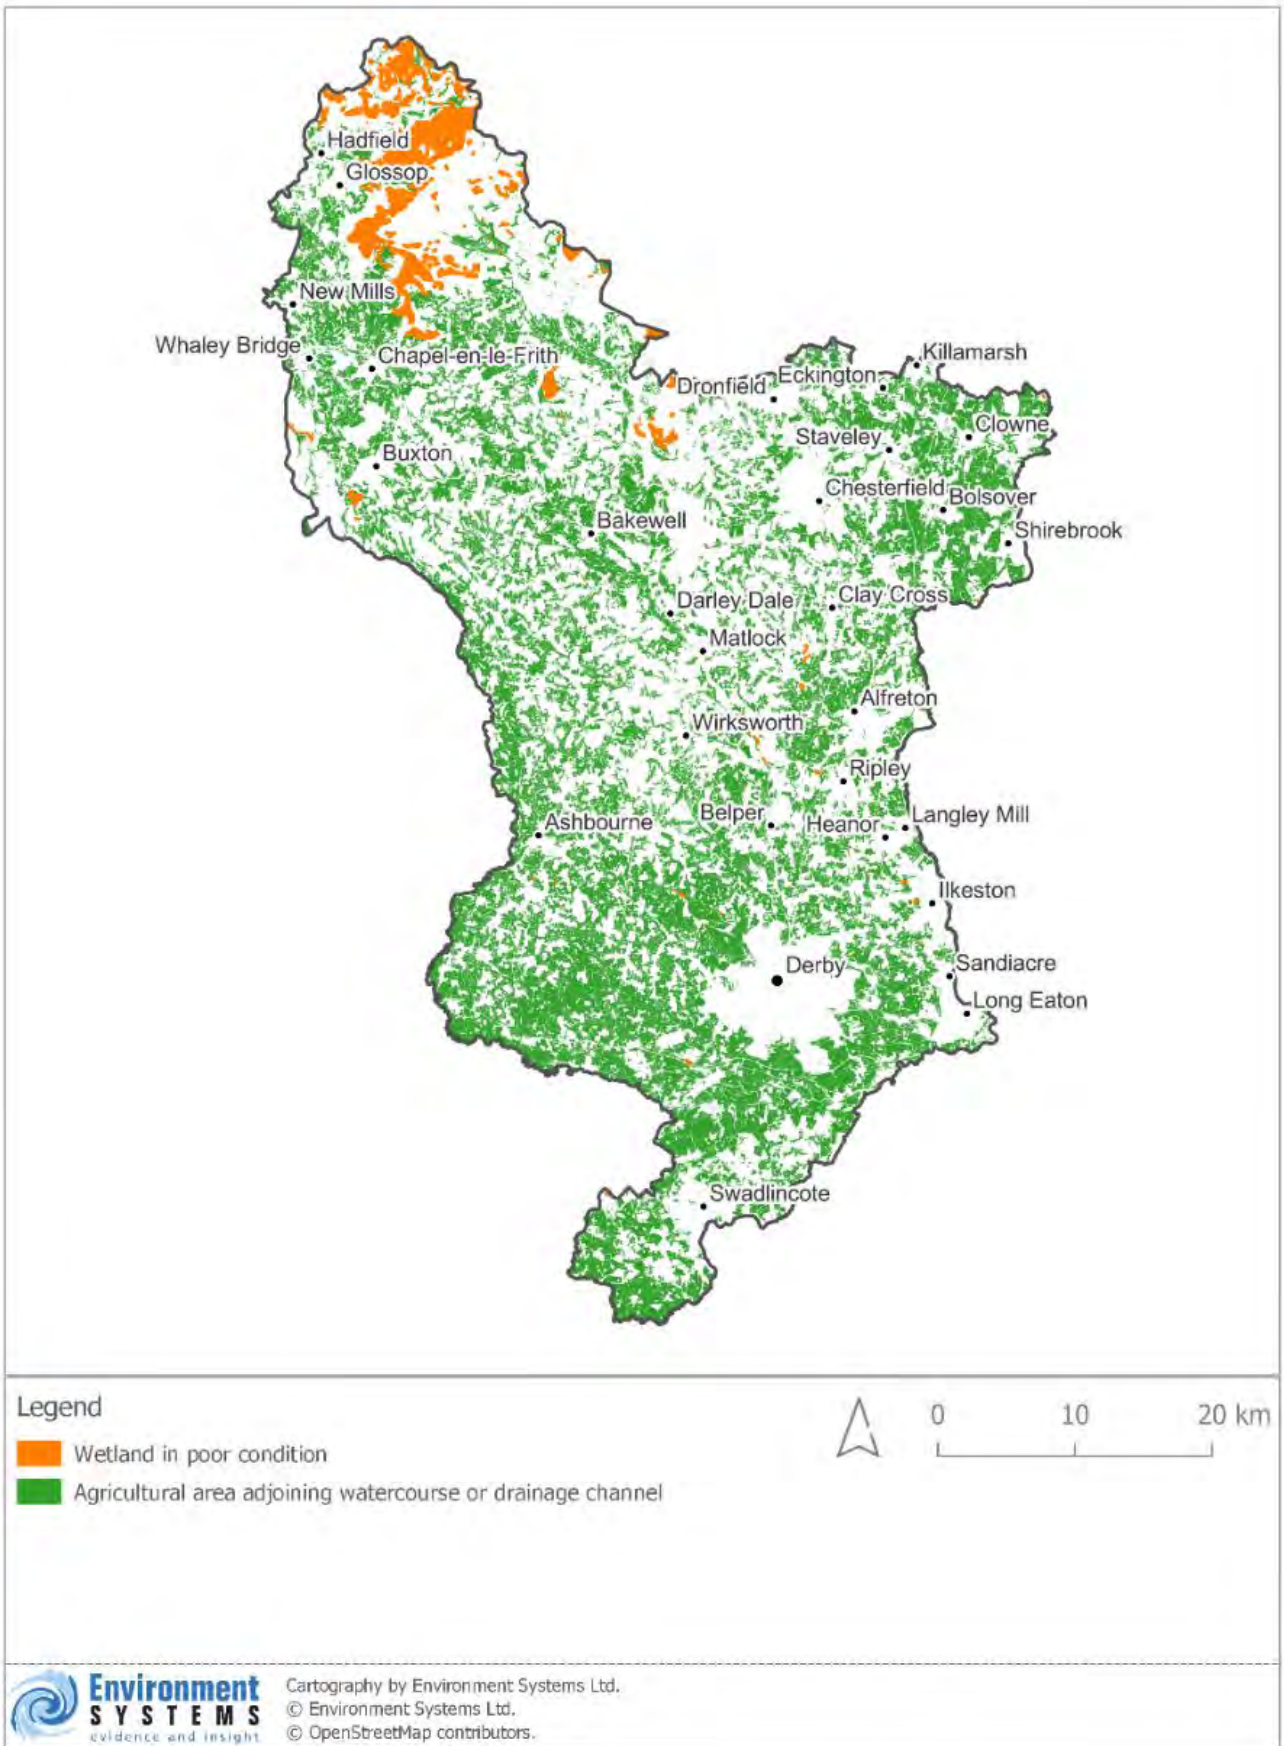 Hadfield
Glossop
New Mills
Whaley Bridge
Chapel-en-le-Frith
Killamarsh
Eckington
Dronfield
Clowne
Staveley
Buxton
Chesterfield
Bolsover
Bakewell
Shirebrook
Darley Dale
Clay Cross
Matlock
Alfreton
Wirksworth
Ripley
Belper
Langley Mill
Ashbourne
Heanor
Ilkeston
Derby
Sandiacre
Long Eaton
Swadlincote
Legend
0 10 20 km
Wetland in poor condition
Agricultural area adjoining watercourse or drainage channel
Environment
SYSTEMS
evidence and insight
Cartography by Environment Systems Ltd.
© Environment Systems Ltd.
© OpenStreetMap contributors.